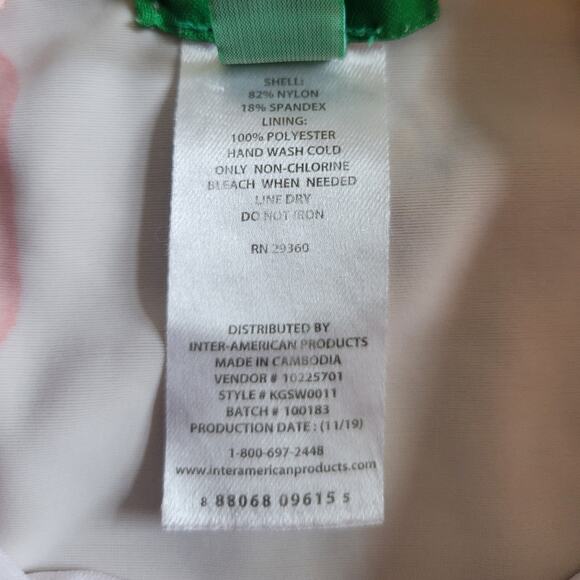 SHELL:
82% NYLON
18% SPANDEX
LINING:
100% POLYESTER
HAND WASH COLD
ONLY NON-CHLORINE
BLEACH WHEN NEEDED
LINE DRY
DO NOT IRON
RN 29360
DISTRIBUTED BY
INTER-AMERICAN PRODUCTS
MADE IN CAMBODIA
VENDOR # 10225701
STYLE # KGSW0011
BATCH # 100183
PRODUCTION DATE : (11/19)
1-800-697-2448
www.interamericanproducts.com
8 88068 09615 5